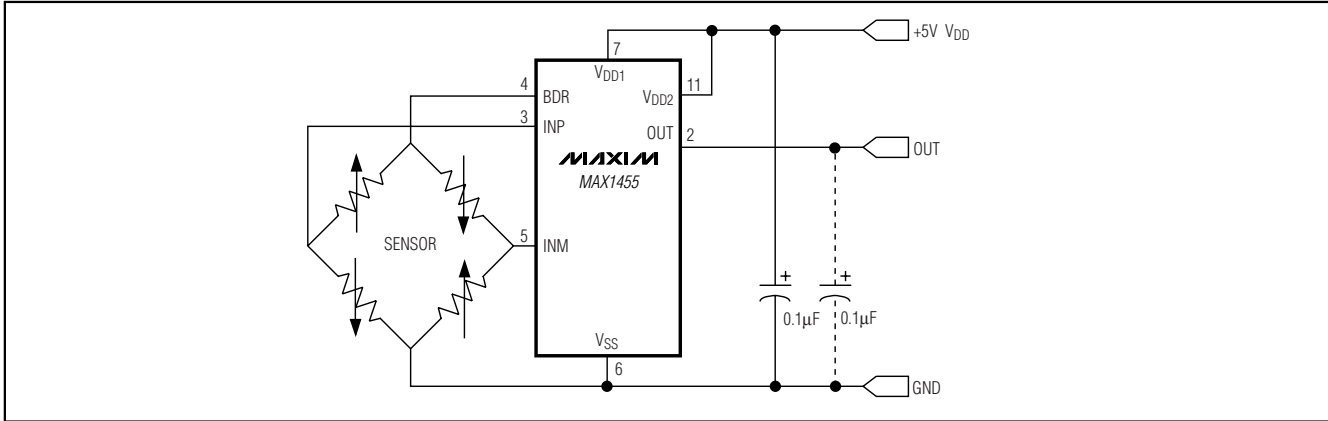 +5V VDD
7
VDD1
4
BDR
11
VDD2
3
INP
OUT
2
OUT
MAXIM
MAX1455
SENSOR
5
INM
+
+
0.1µF
0.1µF
VSS
6
GND